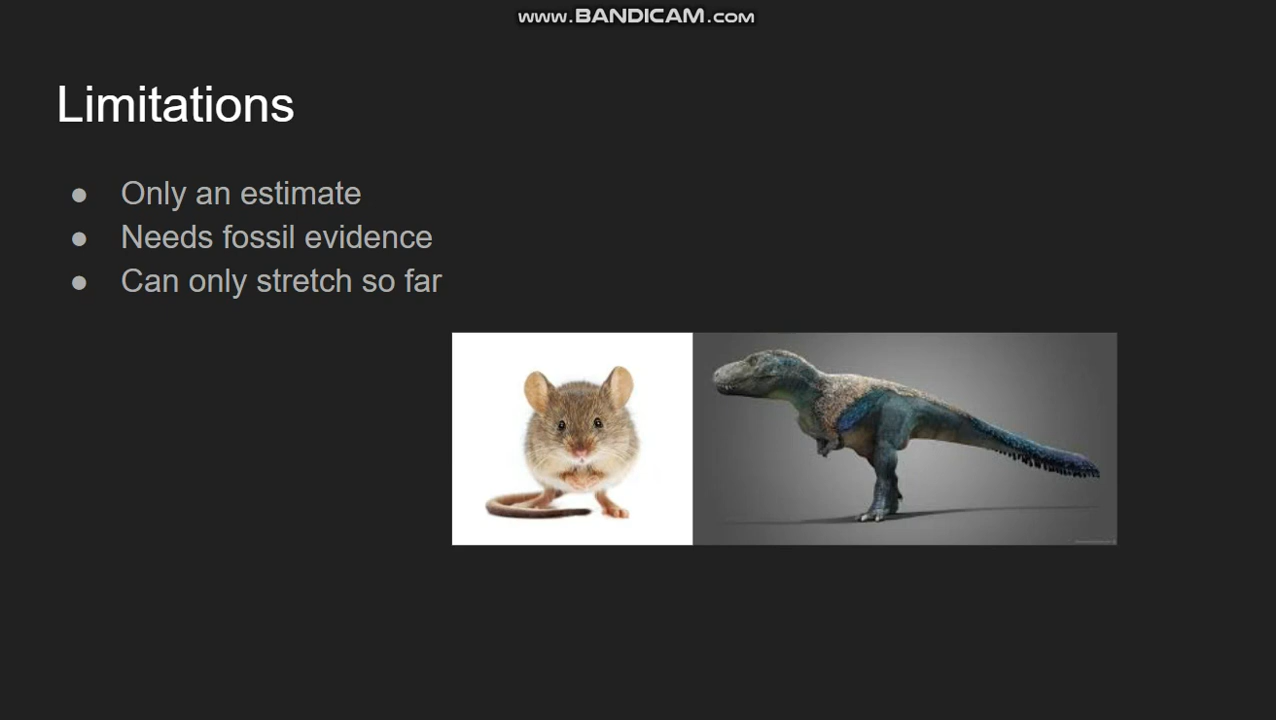 www.BANDICAM.com
Limitations
● Only an estimate
● Needs fossil evidence
● Can only stretch so far